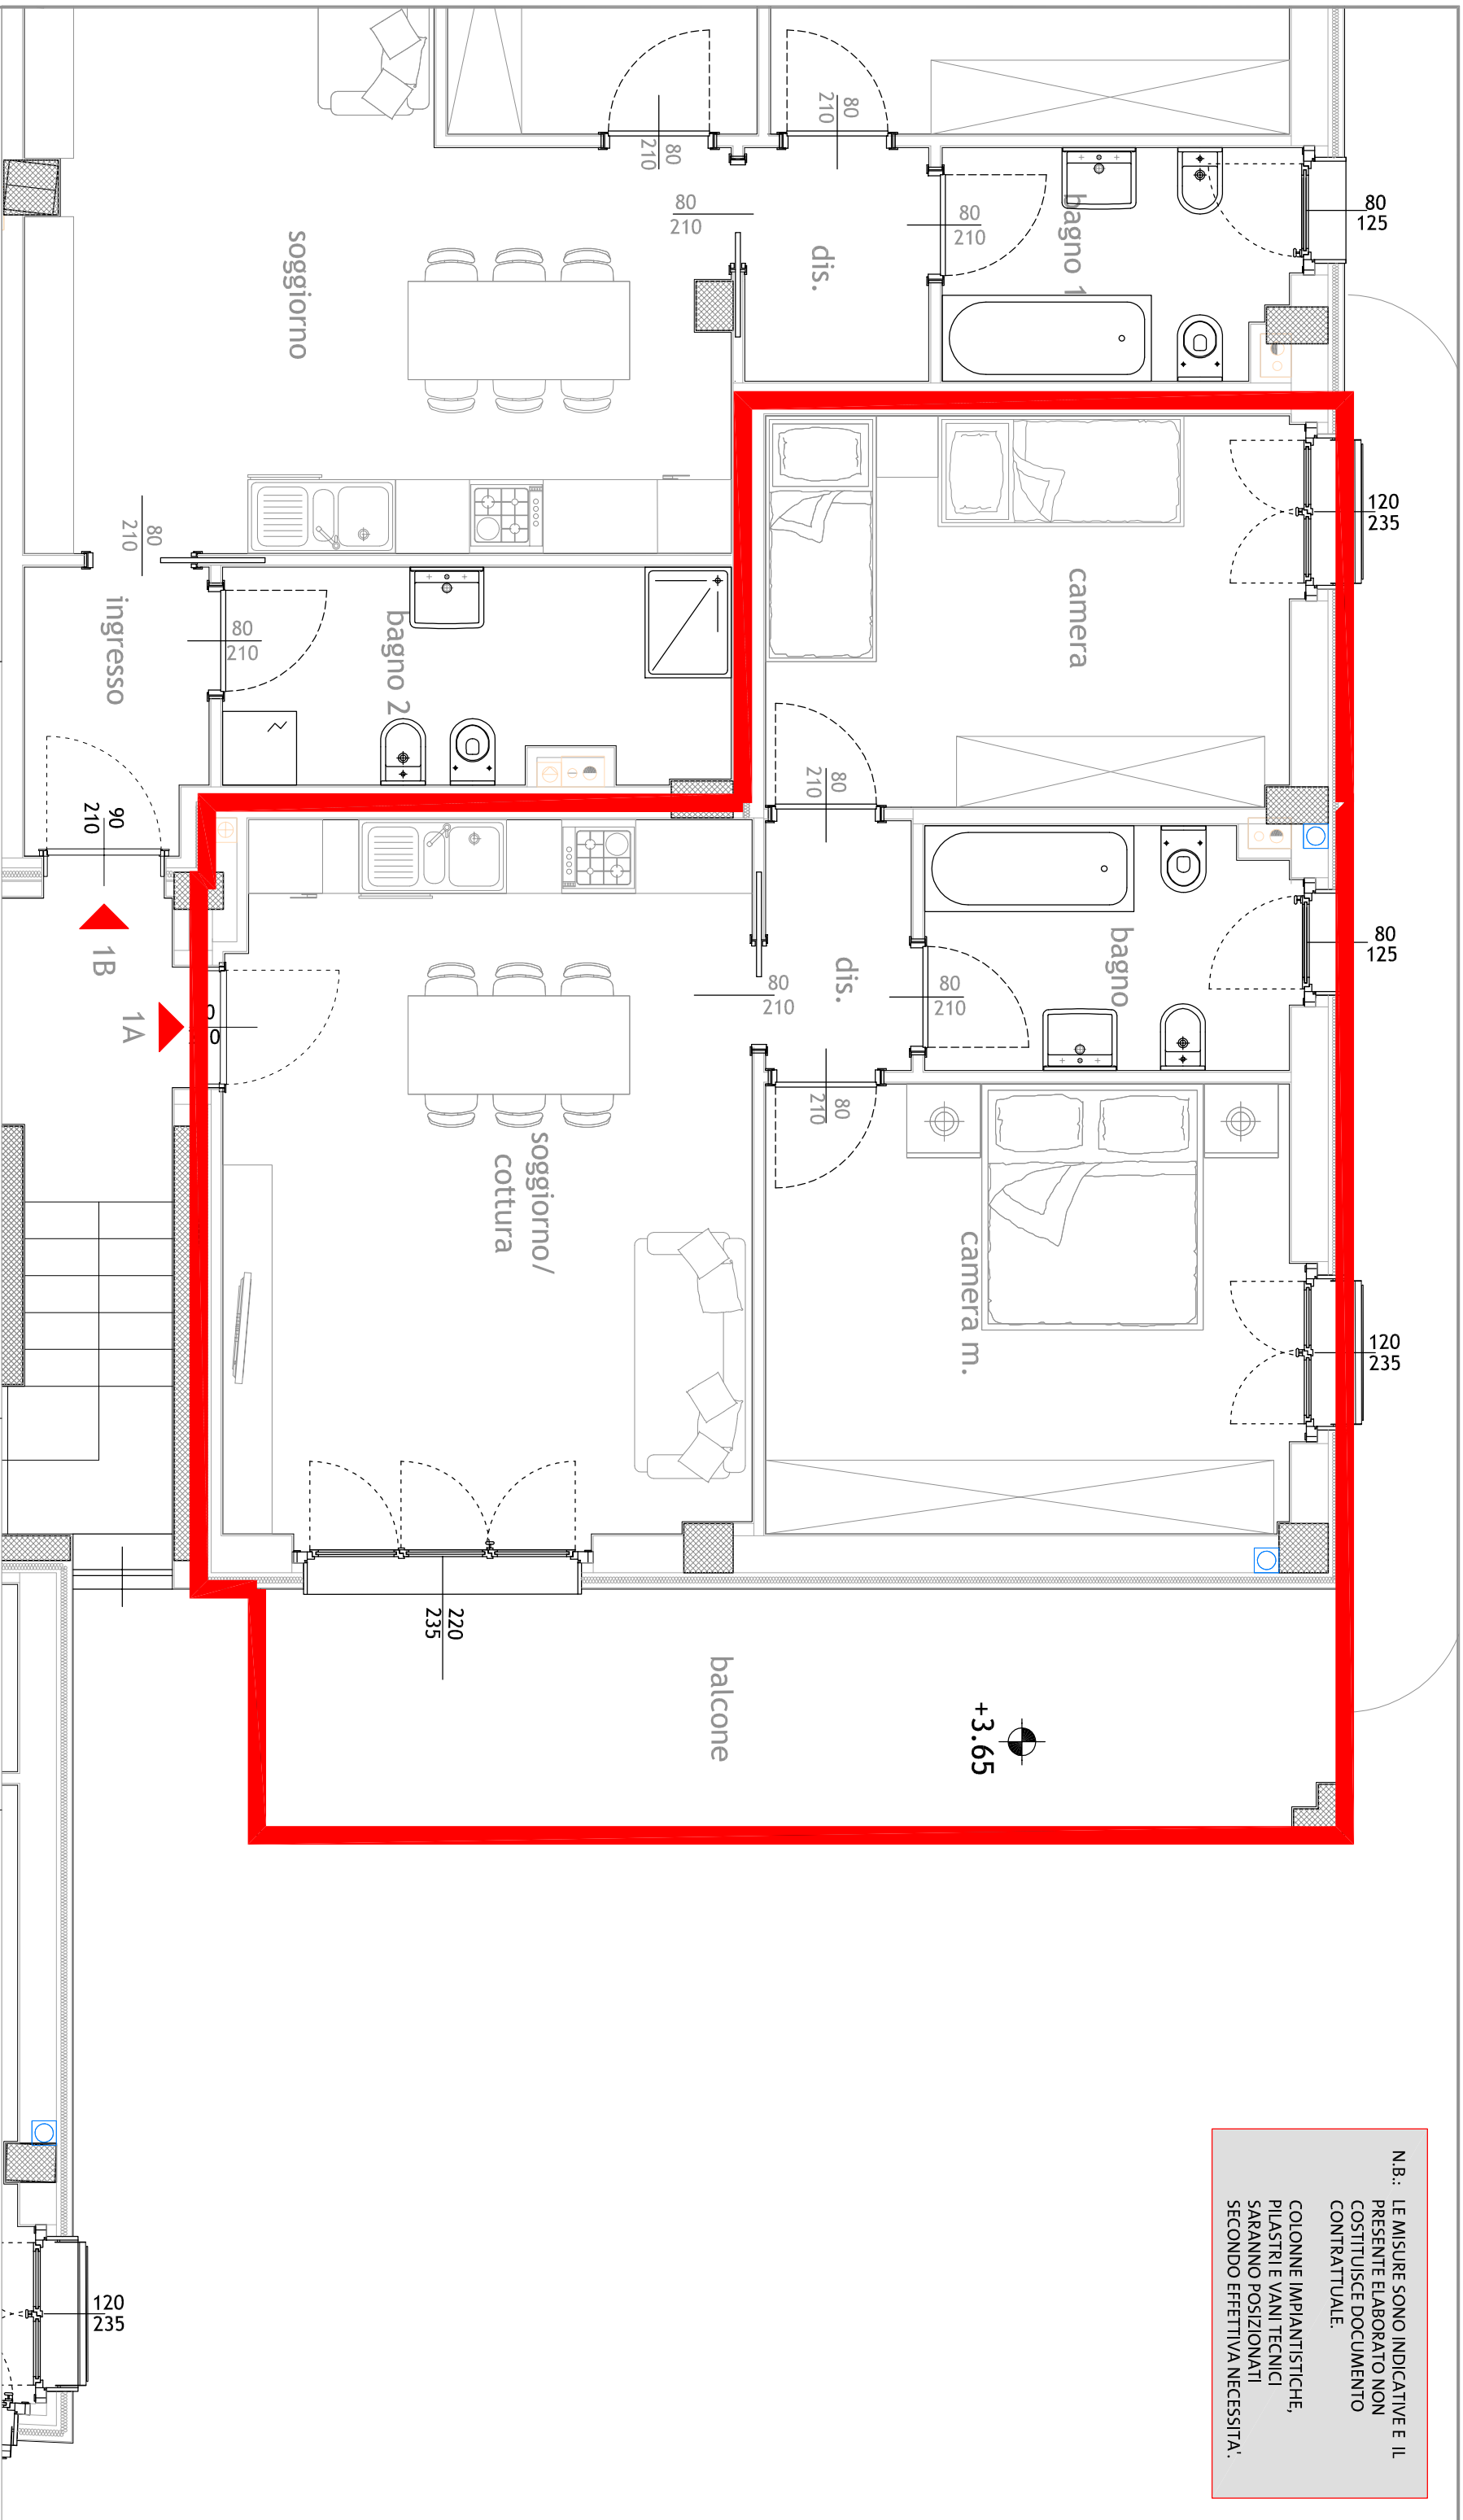 80
210
80
210
80
210
80
210
bagno 1
80
125
soggiorno
dis.
120
235
80
210
ingresso
80
210
bagno 2
camera
80
210
90
210
1B
1A
80
210
dis.
80
210
bagno
80
125
80
210
soggiorno/
cottura
camera m.
120
235
220
235
balcone
+3.65
N.B.: LE MISURE SONO INDICATIVE E IL
PRESENTE ELABORATO NON
COSTITUISCE DOCUMENTO
CONTRATTUALE.
COLONNE IMPIANTISTICHE,
PILASTRI E VANI TECNICI
SARANNO POSIZIONATI
SECONDO EFFETTIVA NECESSITA'.
120
235